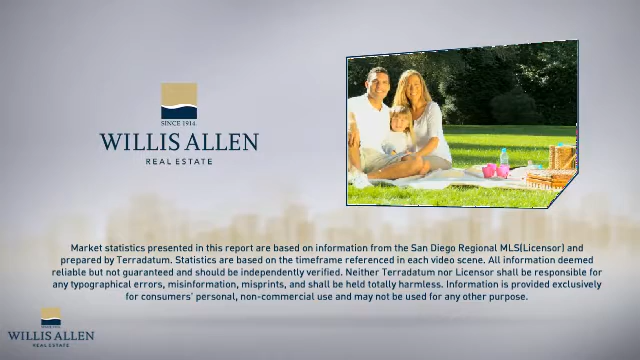 SINCE 1914
WILLIS ALLEN
REAL ESTATE
Market statistics presented in this report are based on information from the San Diego Regional MLS(Licensor) and
prepared by Terradatum. Statistics are based on the timeframe referenced in each video scene. All information deemed
reliable but not guaranteed and should be independently verified. Neither Terradatum nor Licensor shall be responsible for
any typographical errors, misinformation, misprints, and shall be held totally harmless. Information is provided exclusively
for consumers' personal, non-commercial use and may not be used for any other purpose.
WILLIS ALLEN
REAL ESTATE